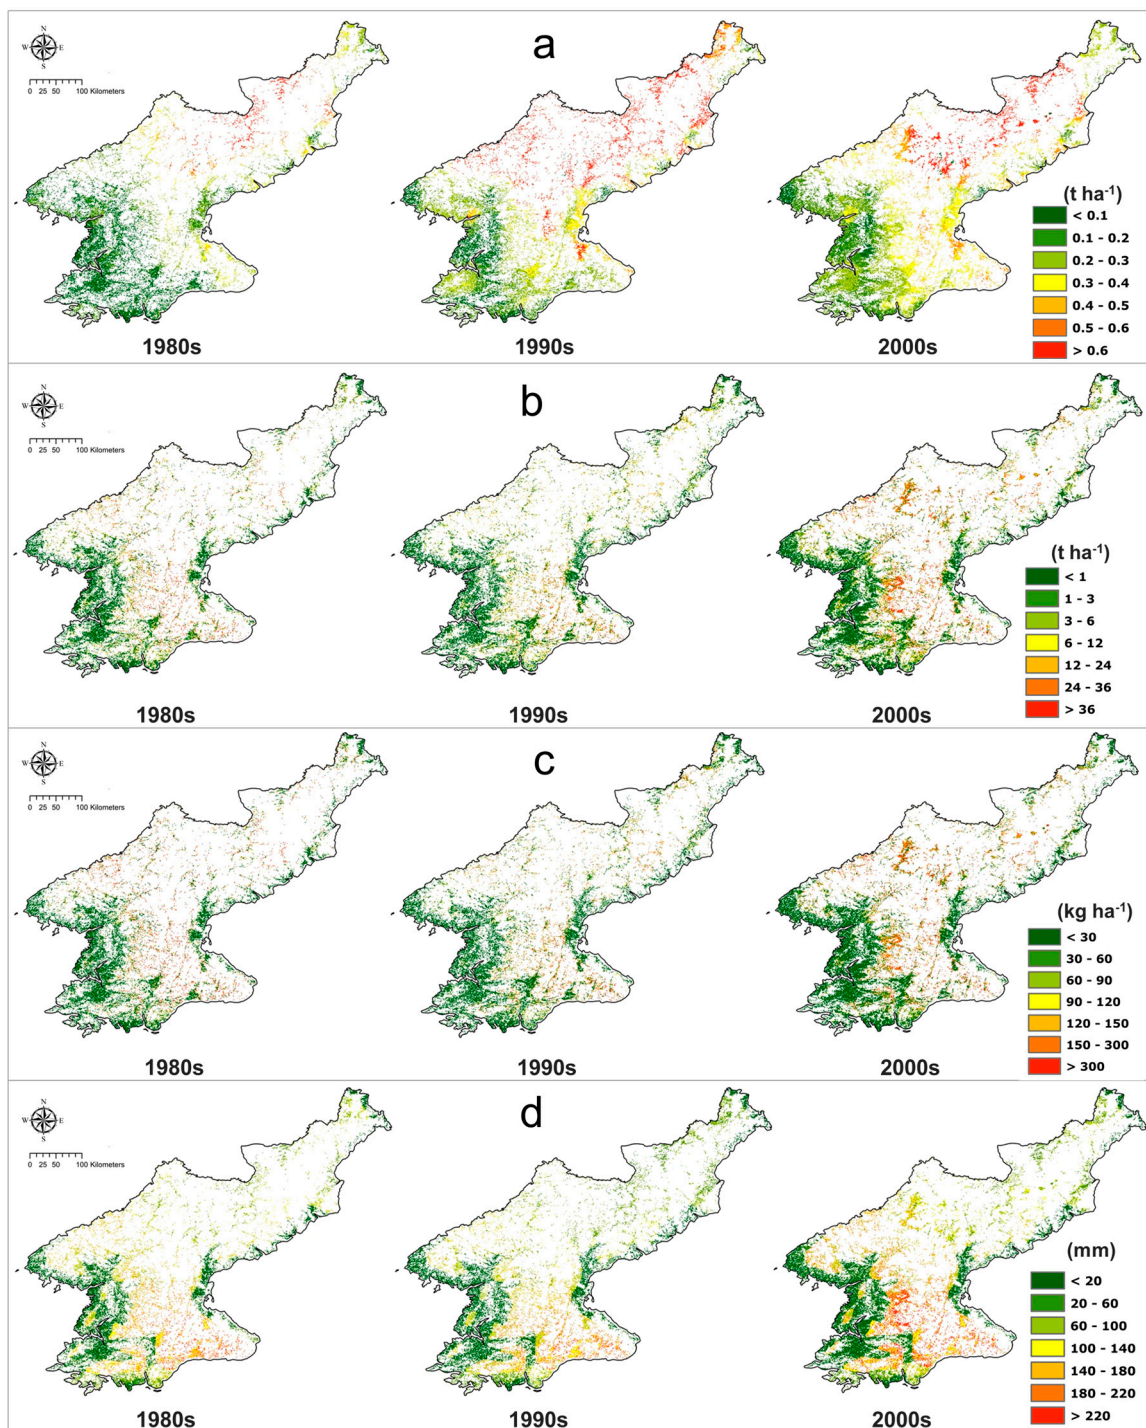 a
N
W E
S
0 25 50 100 Kilometers
(t ha-1)
< 0.1
0.1 - 0.2
0.2 - 0.3
0.3 - 0.4
0.4 - 0.5
0.5 - 0.6
> 0.6
1980s 1990s 2000s
b
N
W E
S
0 25 50 100 Kilometers
(t ha-1)
< 1
1 - 3
3 - 6
6 - 12
12 - 24
24 - 36
> 36
1980s 1990s 2000s
c
N
W E
S
0 25 50 100 Kilometers
(kg ha-1)
< 30
30 - 60
60 - 90
90 - 120
120 - 150
150 - 300
> 300
1980s 1990s 2000s
d
N
W E
S
0 25 50 100 Kilometers
(mm)
< 20
20 - 60
60 - 100
100 - 140
140 - 180
180 - 220
> 220
1980s 1990s 2000s